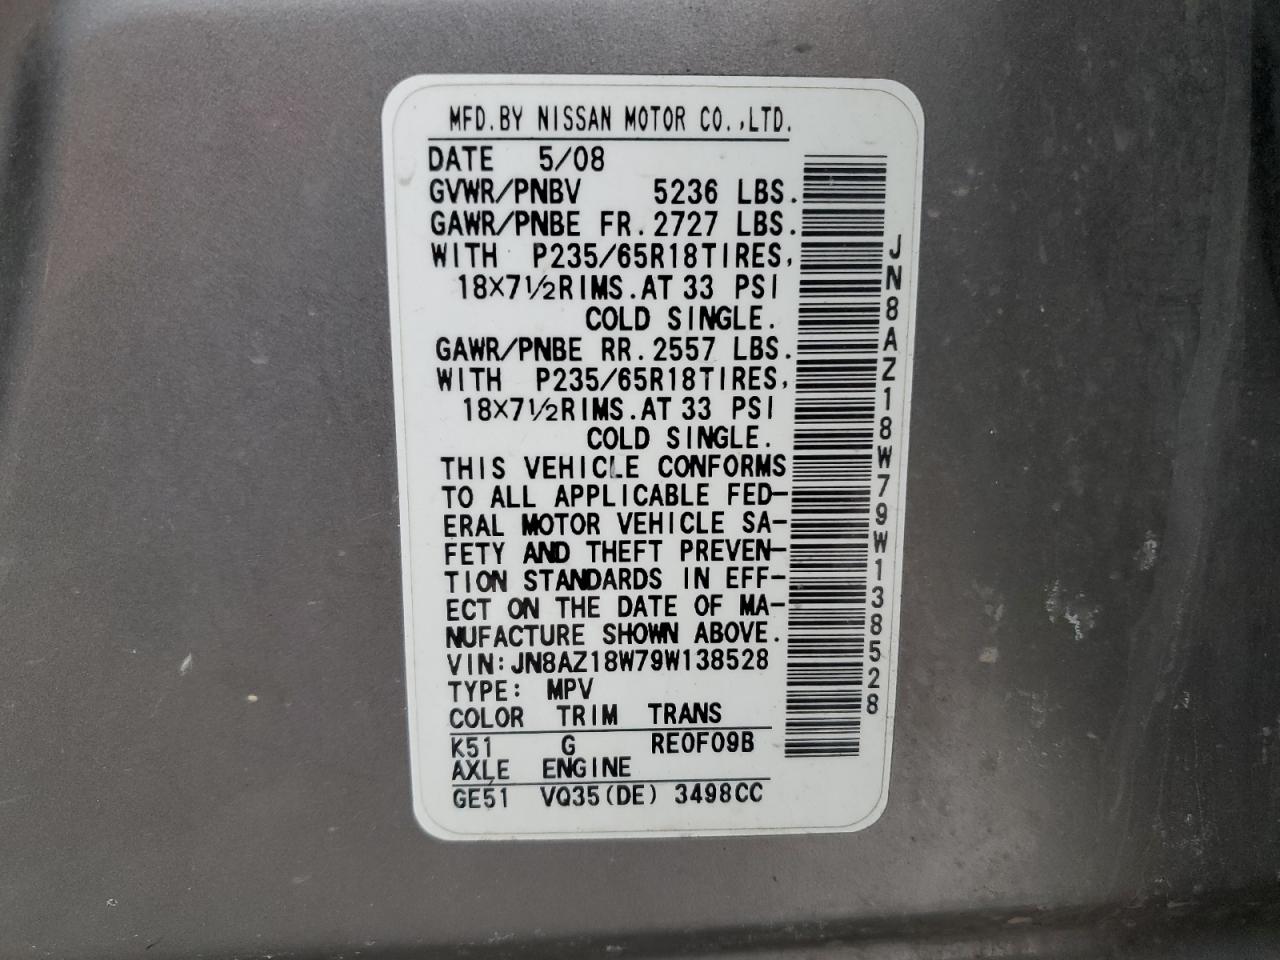 MFD.BY NISSAN MOTOR CO.,LTD.
DATE 5/08
GVWR/PNBV 5236 LBS.
GAWR/PNBE FR.2727 LBS.
WITH P235/65R18TIRES,
18×7½RIMS.AT 33 PSI
COLD SINGLE.
GAWR/PNBE RR.2557 LBS.
WITH P235/65R18TIRES,
18×7½RIMS.AT 33 PSI
COLD SINGLE.
THIS VEHICLE CONFORMS
TO ALL APPLICABLE FED-
ERAL MOTOR VEHICLE SA-
FETY AND THEFT PREVEN-
TION STANDARDS IN EFF-
ECT ON THE DATE OF MA-
NUFACTURE SHOWN ABOVE.
VIN:JN8AZ18W79W138528
TYPE: MPV
COLOR TRIM TRANS
K51 G RE0F09B
AXLE ENGINE
GE51 VQ35(DE) 3498CC
JN8AZ18W79W138528